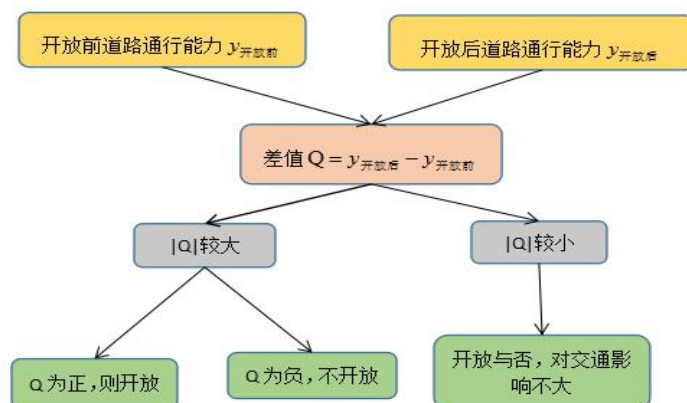 开放前道路通行能力 y开放前
开放后道路通行能力 y开放后
差值 Q = y开放后 − y开放前
|Q|较大
|Q|较小
Q 为正，则开放
Q 为负，不开放
开放与否，对交通影
响不大